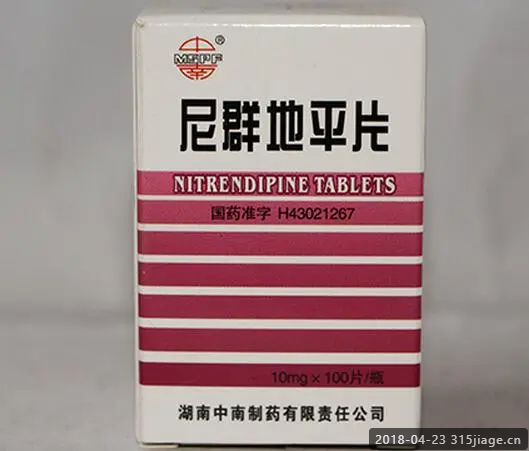 MSPF ®
尼群地平片
NITRENDIPINE TABLETS
国药准字 H43021267
10mg×100片/瓶
湖南中南制药有限责任公司
2018-04-23 315jiage.cn